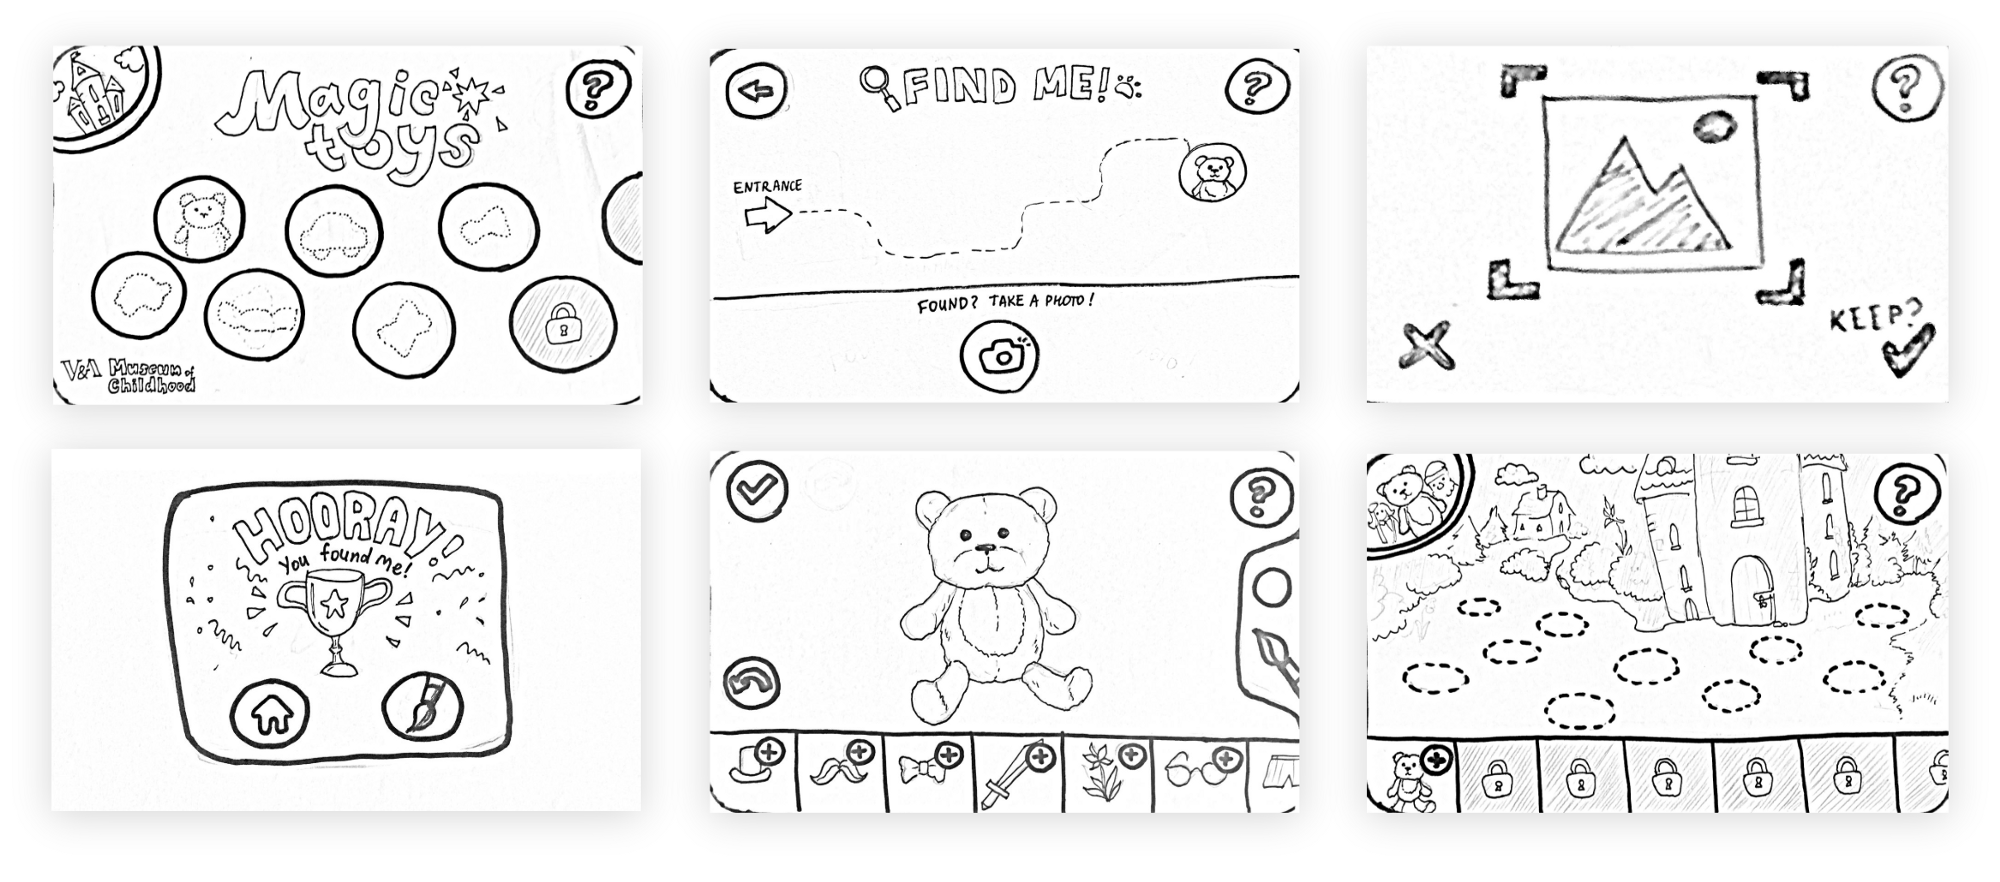 Magic
toys
?
V&A Museum of
Childhood
FIND ME!
?
ENTRANCE
FOUND? TAKE A PHOTO!
?
KEEP?
HOORAY!
You found me!
?
?